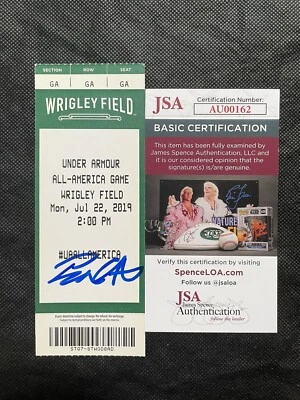 SECTION ROW SEAT
GA GA GA
WRIGLEY FIELD
UNDER ARMOUR
ALL-AMERICA GAME
WRIGLEY FIELD
Mon, Jul 22, 2019
2:00 PM
#UAALLAMERICA
JSA
Certification Number:
AU00162
BASIC CERTIFICATION
This item has been fully examined by
James Spence Authentication, LLC and
it is our considered opinion that the
signature(s) is/are genuine.
Verify this certification by visiting
SpenceLOA.com
Follow us @jsaloa
JSA
James Spence
Authentication